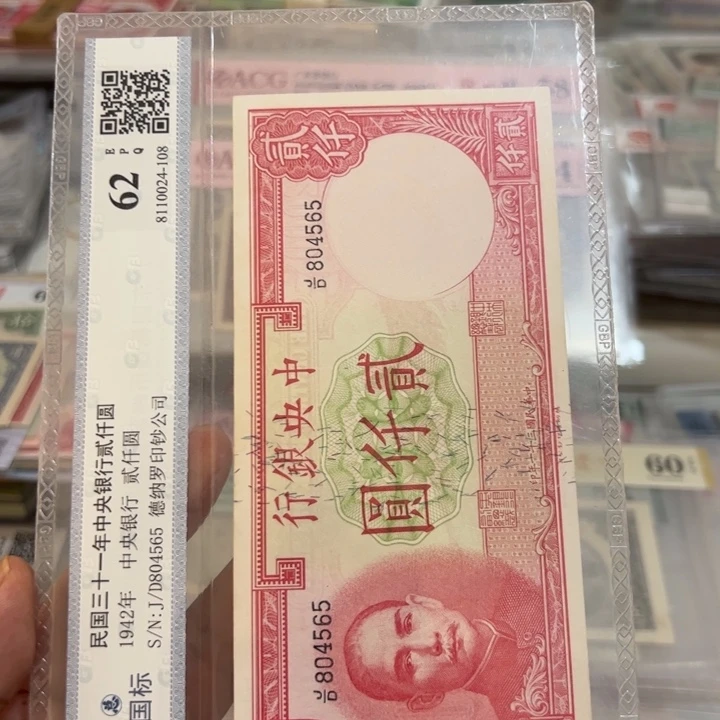 民国三十一年中央银行贰仟圆
1942年 中央银行 贰仟圆
S/N:J/D804565 德纳罗印钞公司
国标
62
E P Q
8110024-108
貳仟
貳仟
J/D 804565
中央銀行
貳仟圓
J/D 804565
ACG
GBP
60